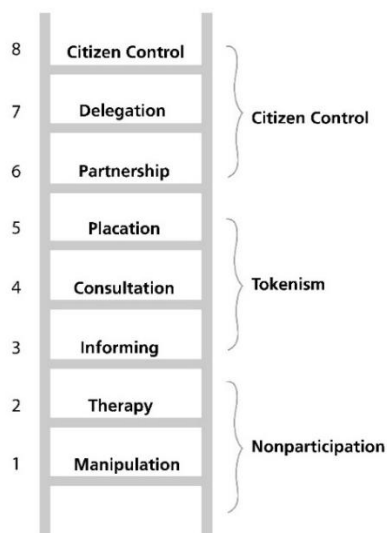 8 Citizen Control
7 Delegation
Citizen Control
6 Partnership
5 Placation
4 Consultation
Tokenism
3 Informing
2 Therapy
Nonparticipation
1 Manipulation